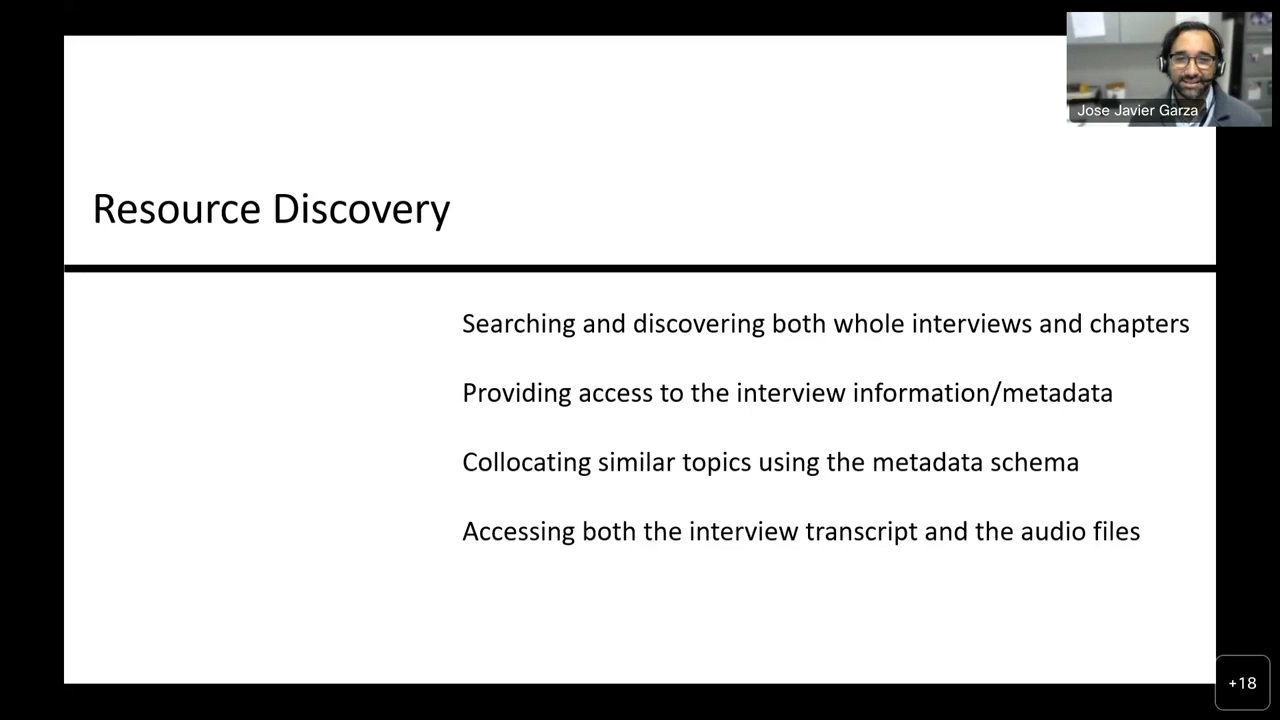 Jose Javier Garza
Resource Discovery
Searching and discovering both whole interviews and chapters
Providing access to the interview information/metadata
Collocating similar topics using the metadata schema
Accessing both the interview transcript and the audio files
+18